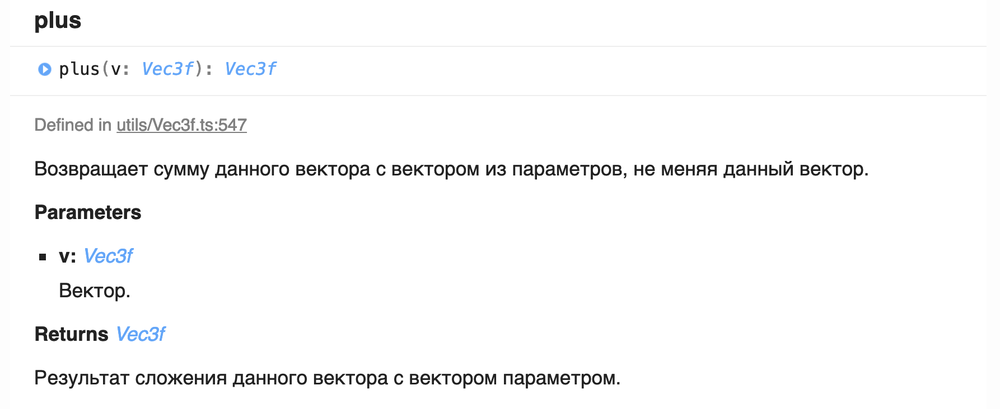 plus
plus(v: Vec3f): Vec3f
Defined in utils/Vec3f.ts:547
Возвращает сумму данного вектора с вектором из параметров, не меняя данный вектор.
Parameters
v: Vec3f
Вектор.
Returns Vec3f
Результат сложения данного вектора с вектором параметром.